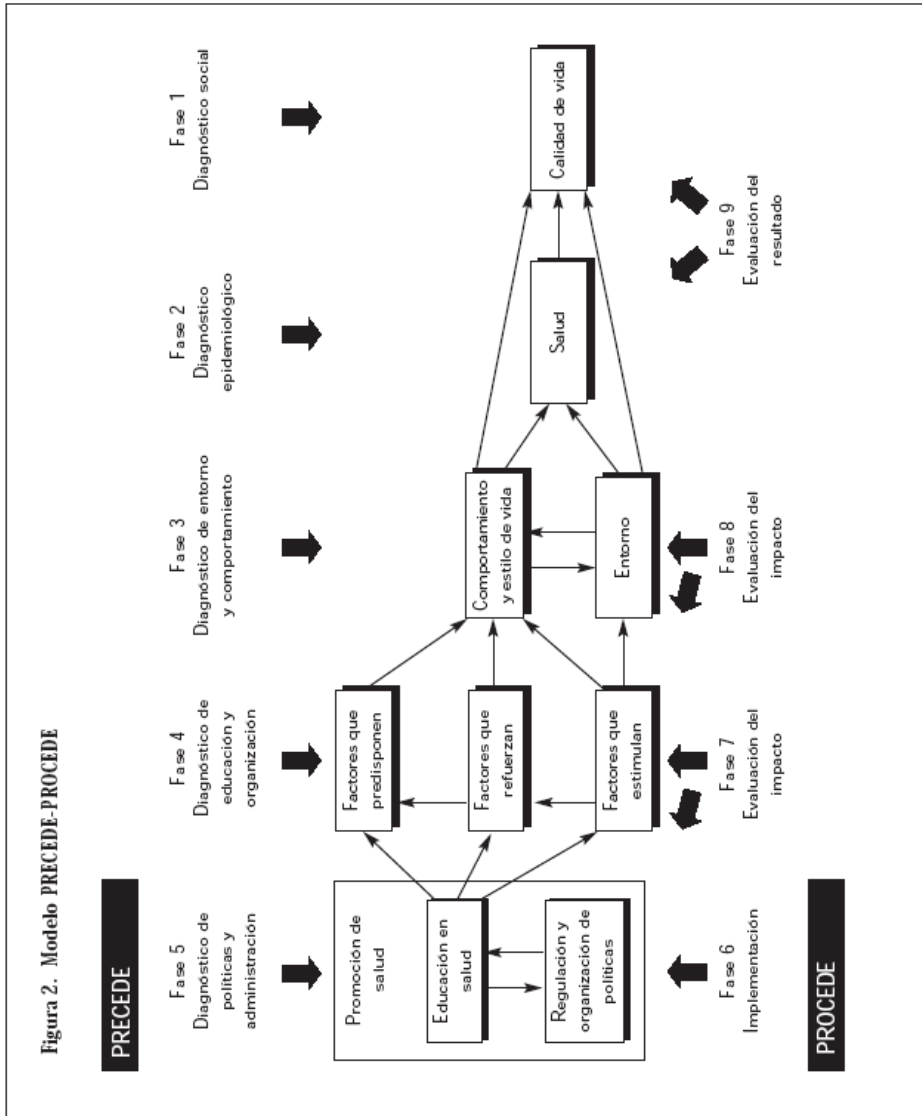 Figura 2. Modelo PRECEDE-PROCEDE
PRECEDE
Fase 5
Diagnóstico de
políticas y
administración
Fase 4
Diagnóstico de
educación y
organización
Fase 3
Diagnóstico de entorno
y comportamiento
Fase 2
Diagnóstico
epidemiológico
Fase 1
Diagnóstico social
Promoción de
salud
Educación en
salud
Regulación y
organización de
políticas
Factores que
predisponen
Factores que
refuerzan
Factores que
estimulan
Comportamiento
y estilo de vida
Entorno
Salud
Calidad de vida
Fase 6
Implementación
Fase 7
Evaluación del
impacto
Fase 8
Evaluación del
impacto
Fase 9
Evaluación del
resultado
PROCEDE